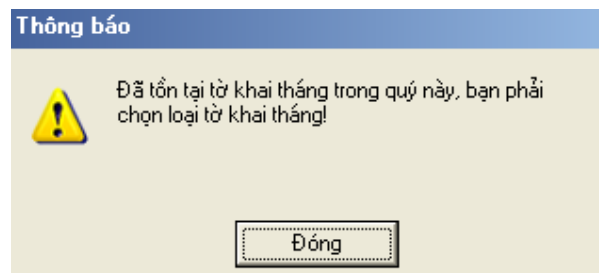 Thông báo
Đã tồn tại tờ khai tháng trong quý này, bạn phải
chọn loại tờ khai tháng!
Đóng